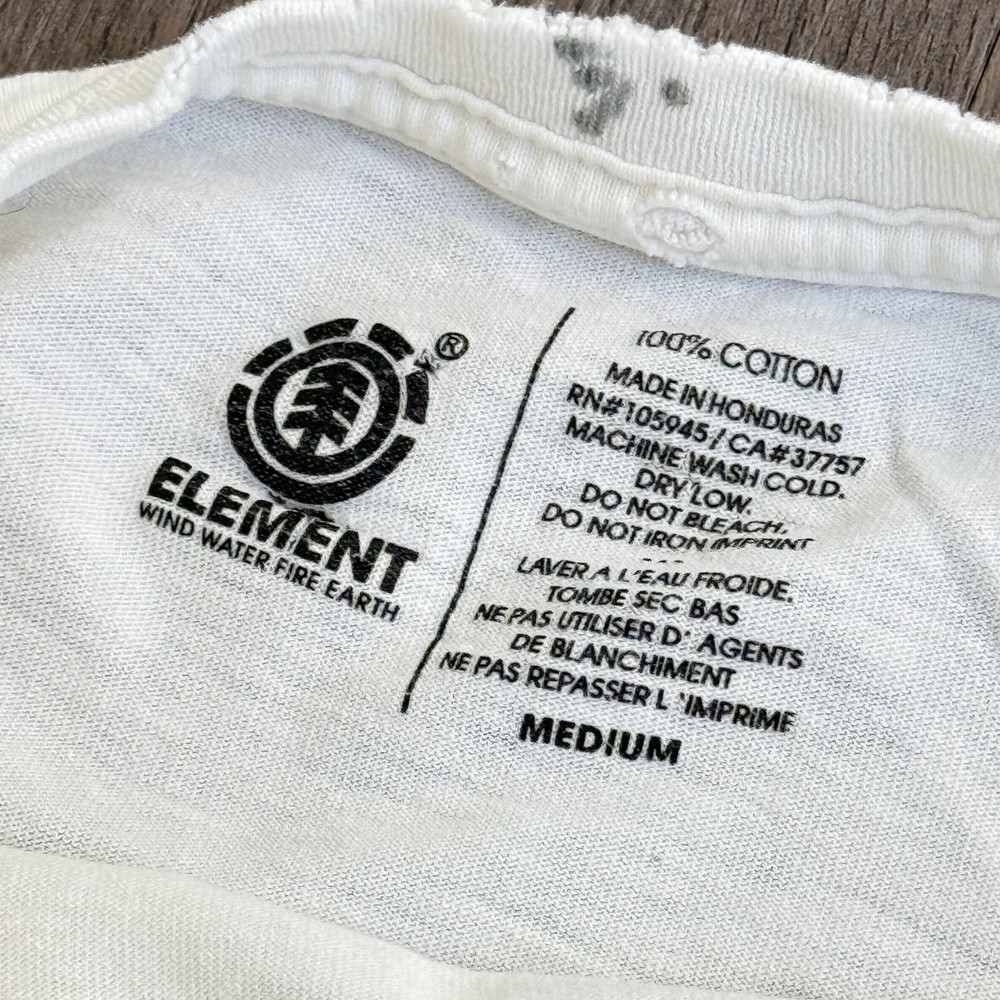 ®
ELEMENT
WIND WATER FIRE EARTH
100% COTTON
MADE IN HONDURAS
RN#105945 / CA#37757
MACHINE WASH COLD.
DRY LOW.
DO NOT BLEACH.
DO NOT IRON IMPRINT
LAVER A L'EAU FROIDE.
TOMBE SEC BAS
NE PAS UTILISER D' AGENTS
DE BLANCHIMENT
NE PAS REPASSER L 'IMPRIME
MEDIUM